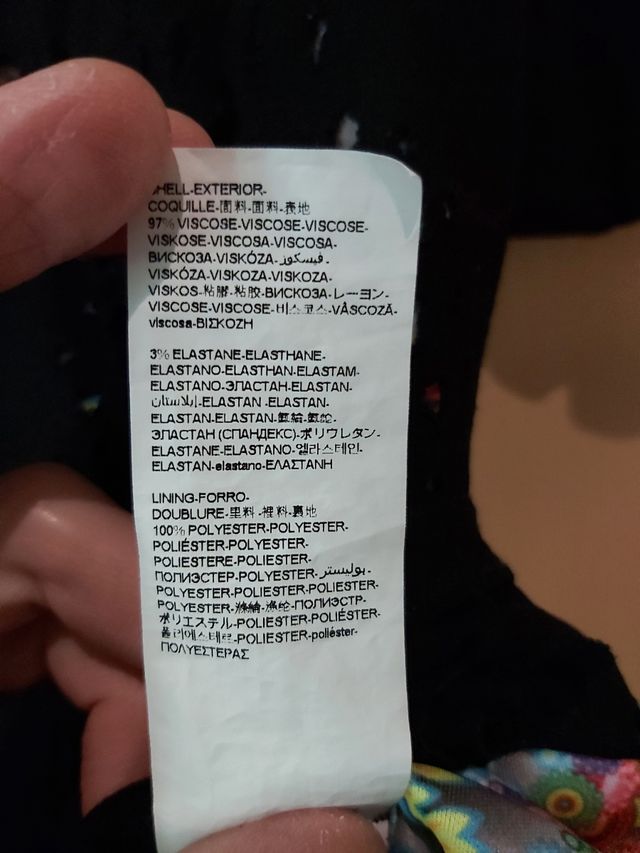 HELL-EXTERIOR-
COQUILLE-面料-面料-表地
97% VISCOSE-VISCOSE-VISCOSE-
VISKOSE-VISCOSA-VISCOSA-
ВИСКОЗА-VISKÓZA-فيسكوز-
VISKÓZA-VISKOZA-VISKOZA-
VISKOS-粘膠-粘胶-ВИСКОЗА-レーヨン-
VISCOSE-VISCOSE-비스코스-VÂSCOZĂ-
viscosa-ΒΙΣΚΟΖΗ
3% ELASTANE-ELASTHANE-
ELASTANO-ELASTHAN-ELASTAM-
ELASTANO-ЭЛАСТАН-ELASTAN-
إيلاستان-ELASTAN-ELASTAN-
ELASTAN-ELASTAN-氨綸-氨纶-
ЭЛАСТАН (СПАНДЕКС)-ポリウレタン-
ELASTANE-ELASTANO-엘라스테인-
ELASTAN-elastano-ΕΛΑΣΤΑΝΗ
LINING-FORRO-
DOUBLURE-里料-裡料-裏地
100% POLYESTER-POLYESTER-
POLIÉSTER-POLYESTER-
POLIESTERE-POLIESTER-
ПОЛИЭСТЕР-POLYESTER-بوليستر-
POLYESTER-POLIESTER-POLIESTER-
POLYESTER-滌綸-涤纶-ПОЛИЭСТР-
ポリエステル-POLIESTER-POLIÉSTER-
폴리에스테르-POLIESTER-poliéster-
ΠΟΛΥΕΣΤΕΡΑΣ